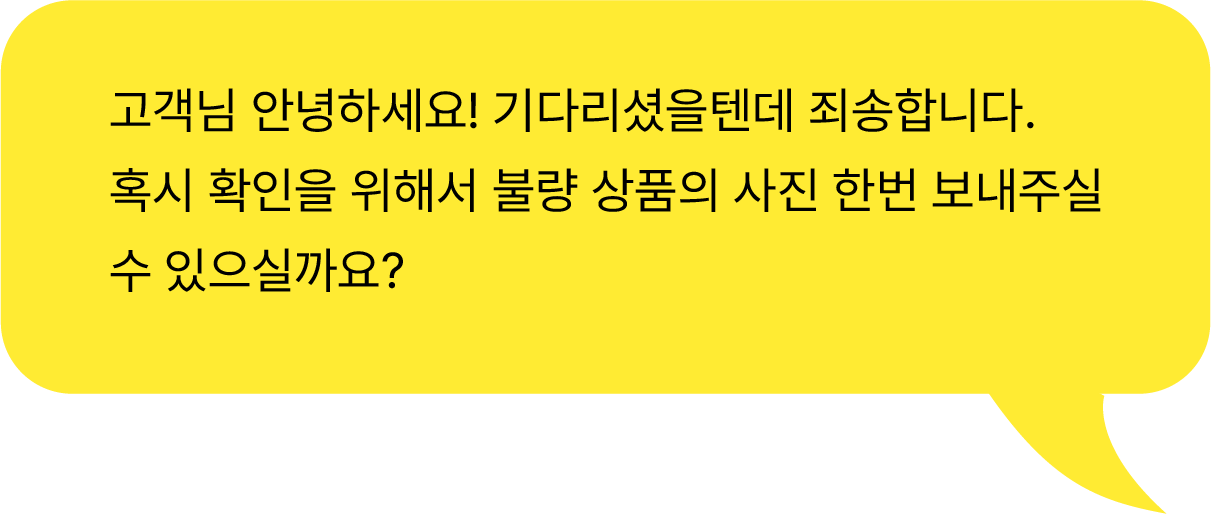 고객님 안녕하세요! 기다리셨을텐데 죄송합니다.
혹시 확인을 위해서 불량 상품의 사진 한번 보내주실
수 있으실까요?